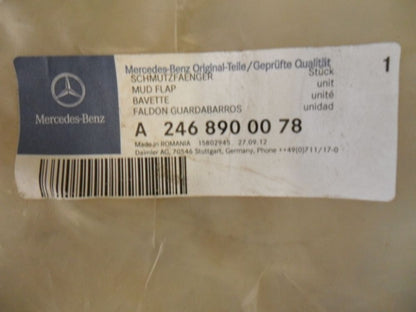 Mercedes-Benz Original-Teile/Geprüfte Qualität
SCHMUTZFAENGER
MUD FLAP
BAVETTE
FALDON GUARDABARROS
Stück
unit
unité
unidad
1
Mercedes-Benz
A 246 890 00 78
Made in ROMANIA 15802945 27.09.12
Daimler AG, 70546 Stuttgart, Germany, Phone ++49(0)711/17-0